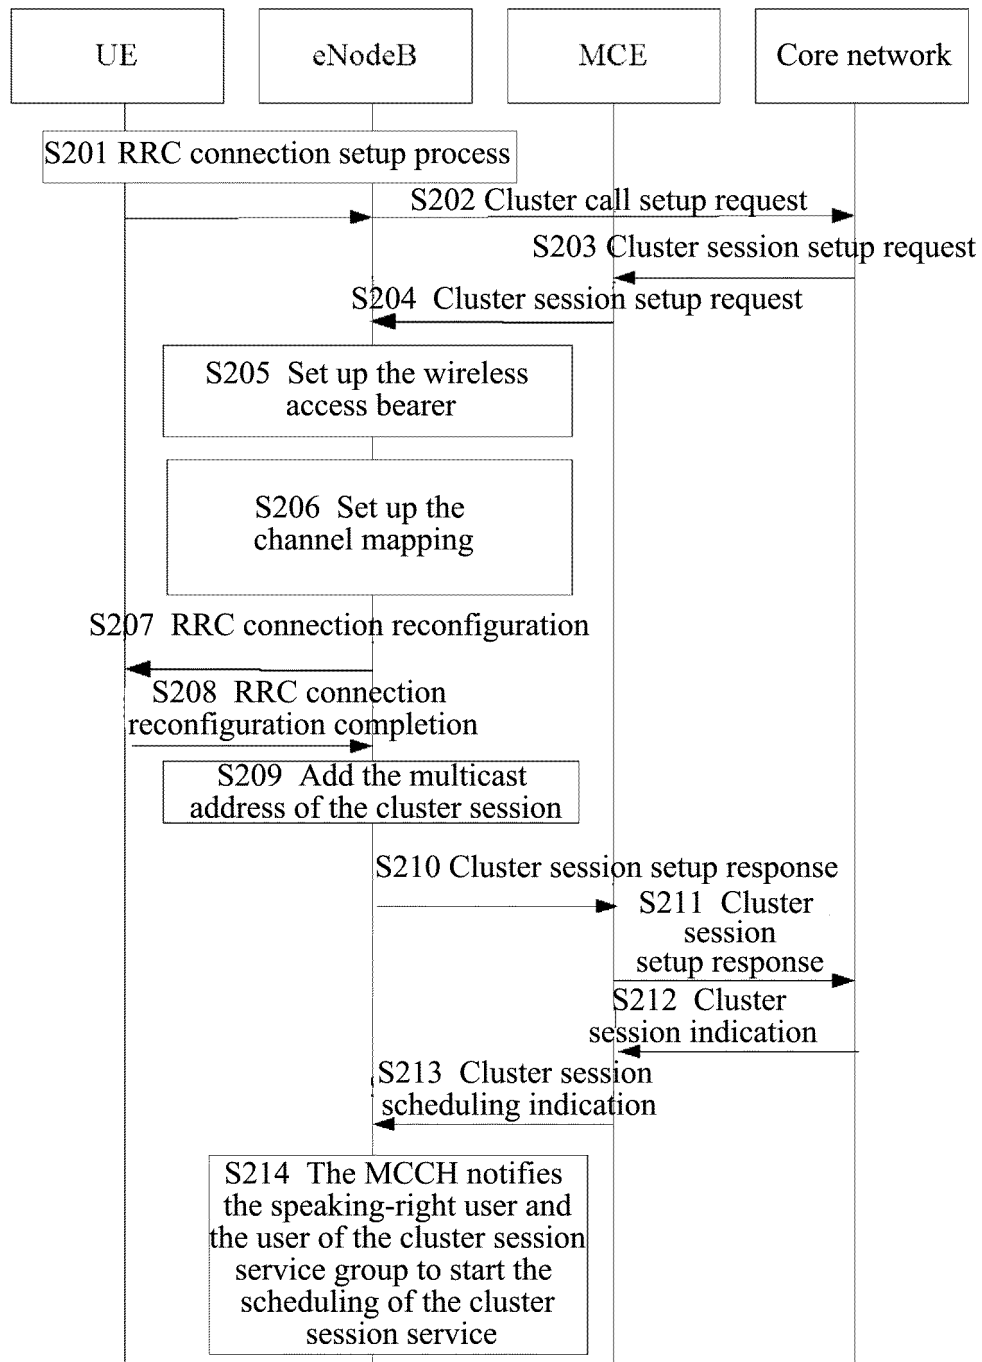 UE
eNodeB
MCE
Core network
S201 RRC connection setup process
S202 Cluster call setup request
S203 Cluster session setup request
S204 Cluster session setup request
S205 Set up the wireless
access bearer
S206 Set up the
channel mapping
S207 RRC connection reconfiguration
S208 RRC connection
reconfiguration completion
S209 Add the multicast
address of the cluster session
S210 Cluster session setup response
S211 Cluster
session
setup response
S212 Cluster
session indication
S213 Cluster session
scheduling indication
S214 The MCCH notifies
the speaking-right user and
the user of the cluster session
service group to start the
scheduling of the cluster
session service